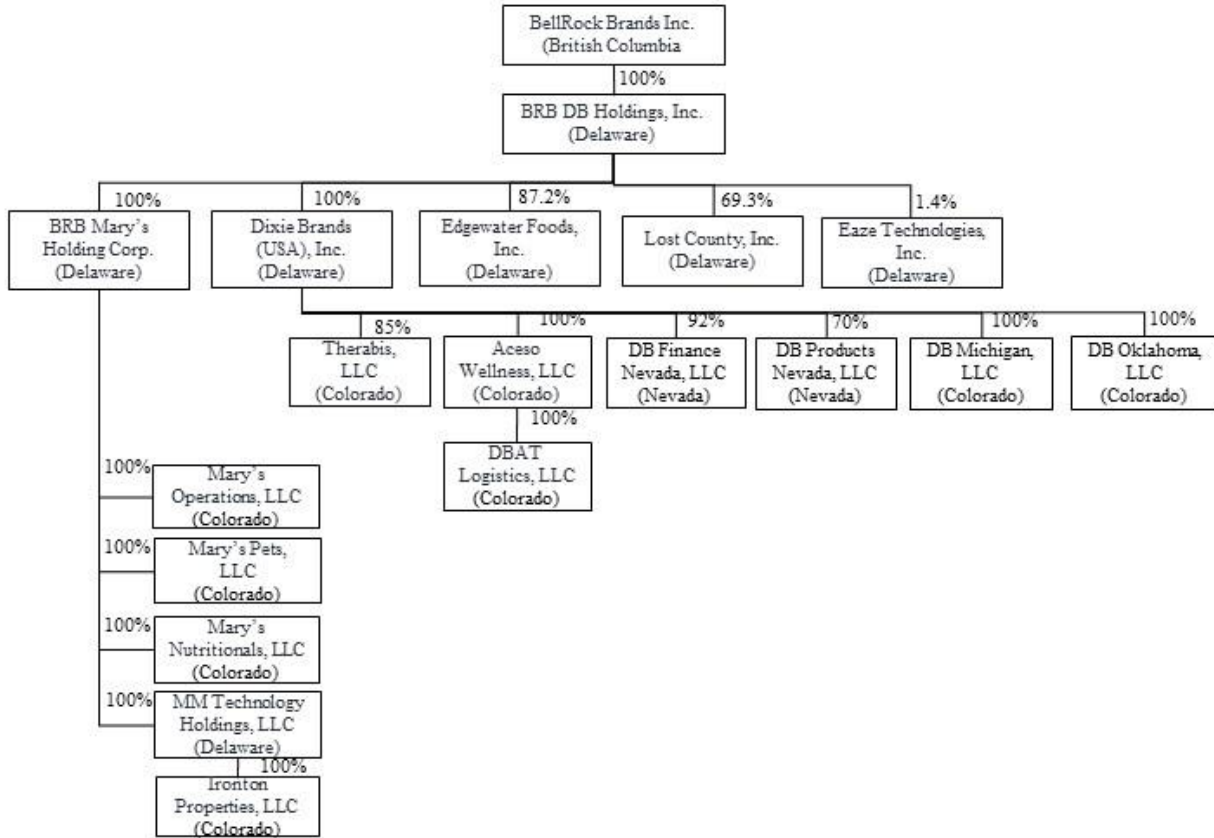 BellRock Brands Inc.
(British Columbia
100%
BRB DB Holdings, Inc.
(Delaware)
100%
100%
87.2%
69.3%
1.4%
BRB Mary’s
Holding Corp.
(Delaware)
Dixie Brands
(USA), Inc.
(Delaware)
Edgewater Foods,
Inc.
(Delaware)
Lost County, Inc.
(Delaware)
Eaze Technologies,
Inc.
(Delaware)
85%
100%
92%
70%
100%
100%
Therabis,
LLC
(Colorado)
Aceso
Wellness, LLC
(Colorado)
DB Finance
Nevada, LLC
(Nevada)
DB Products
Nevada, LLC
(Nevada)
DB Michigan,
LLC
(Colorado)
DB Oklahoma,
LLC
(Colorado)
100%
DBAT
Logistics, LLC
(Colorado)
100%
Mary’s
Operations, LLC
(Colorado)
100%
Mary’s Pets,
LLC
(Colorado)
100%
Mary’s
Nutritionals, LLC
(Colorado)
100%
MM Technology
Holdings, LLC
(Delaware)
100%
Ironton
Properties, LLC
(Colorado)